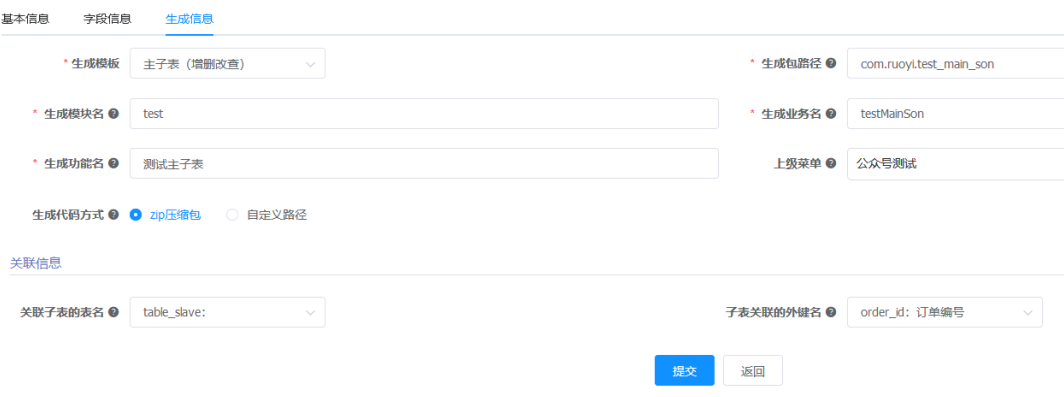 基本信息 字段信息 生成信息
* 生成模板 主子表（增删改查） * 生成包路径 com.ruoyi.test_main_son
* 生成模块名 test * 生成业务名 testMainSon
* 生成功能名 测试主子表 上级菜单 公众号测试
生成代码方式 zip压缩包 自定义路径
关联信息
关联子表的表名 table_slave： 子表关联的外键名 order_id：订单编号
提交 返回